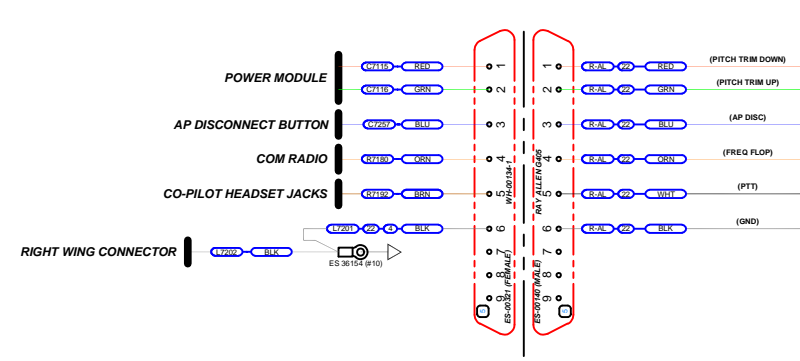 POWER MODULE
C7115 RED
C7116 GRN
AP DISCONNECT BUTTON
C7257 BLU
COM RADIO
R7180 ORN
CO-PILOT HEADSET JACKS
R7192 BRN
L7201 22 4 BLK
RIGHT WING CONNECTOR
L7202 BLK
ES 36154 (#10)
1
2
3
4
5
6
7
8
9
WH-00134-1
ES-00321 (FEMALE)
S
1
2
3
4
5
6
7
8
9
RAY ALLEN G405
ES-00140 (MALE)
S
R-AL 22 RED (PITCH TRIM DOWN)
R-AL 22 GRN (PITCH TRIM UP)
R-AL 22 BLU (AP DISC)
R-AL 22 ORN (FREQ FLOP)
R-AL 22 WHT (PTT)
R-AL 22 BLK (GND)